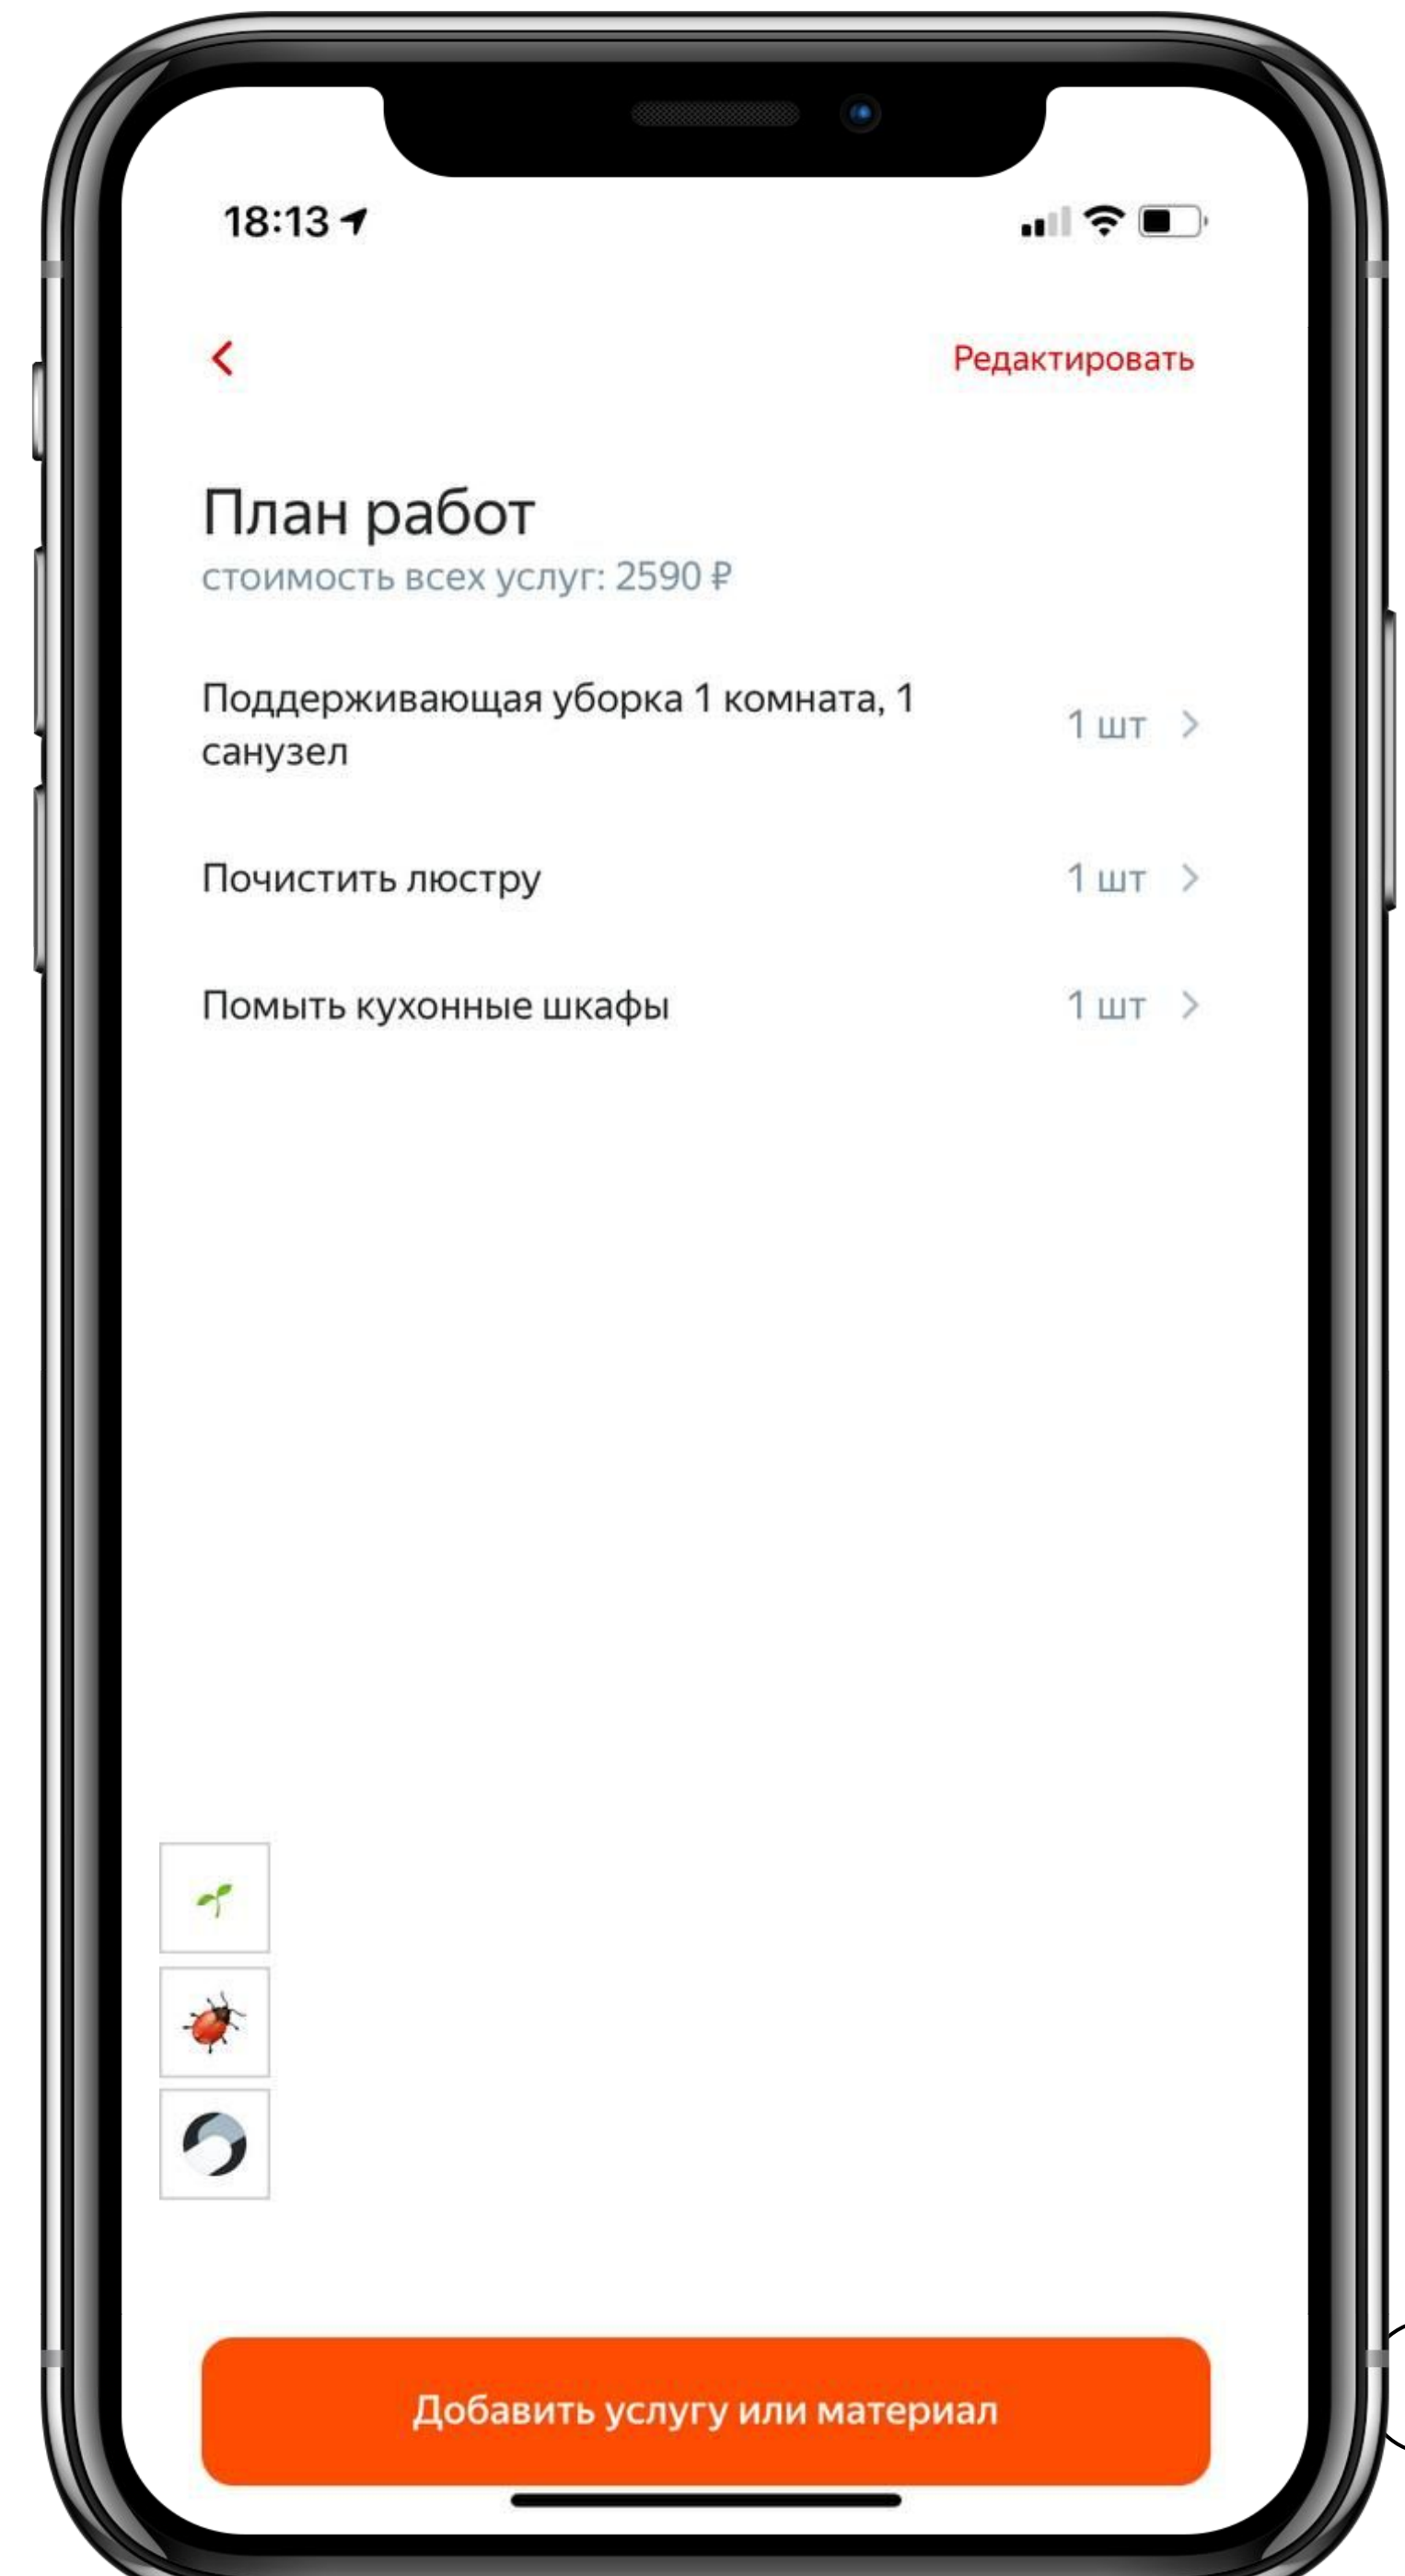 18:13
Редактировать
План работ
стоимость всех услуг: 2590 ₽
Поддерживающая уборка 1 комната, 1
санузел
1 шт
Почистить люстру
1 шт
Помыть кухонные шкафы
1 шт
Добавить услугу или материал